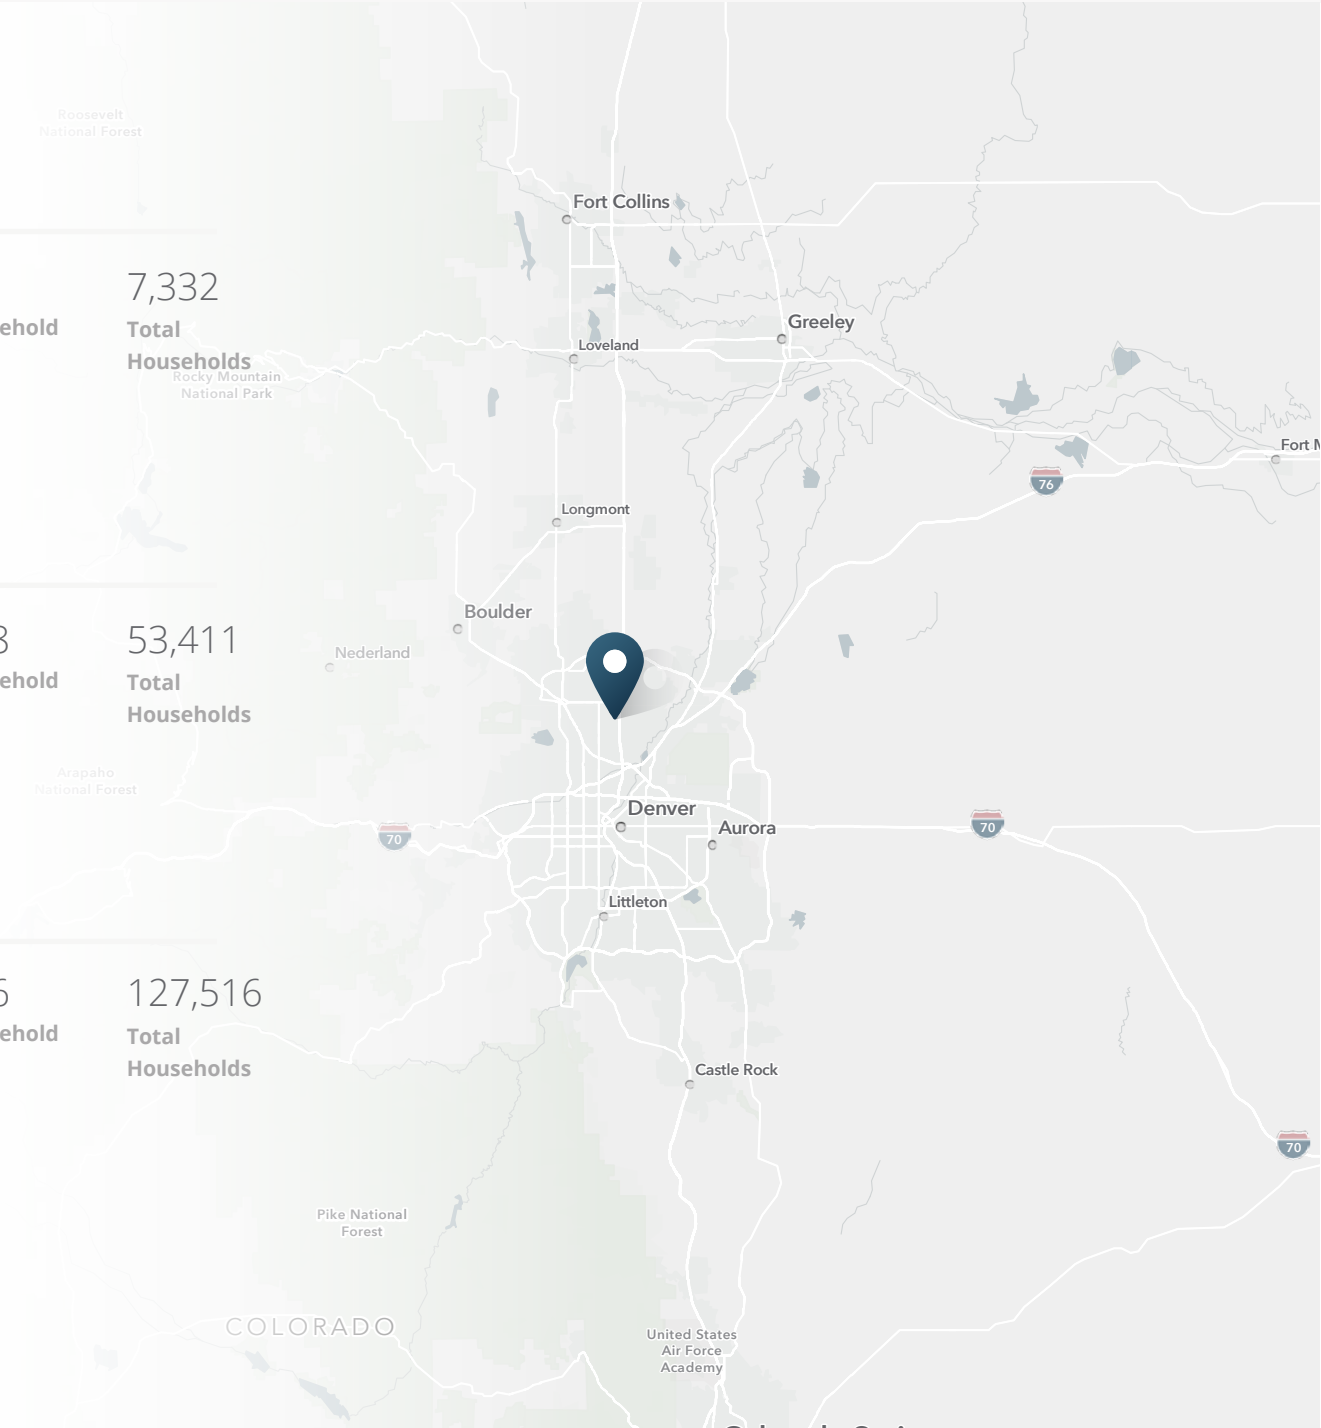 Roosevelt
National Forest
Fort Collins
7,332
ehold
Total
Households
Greeley
Loveland
Rocky Mountain
National Park
Fort M
76
Longmont
Boulder
3
53,411
Nederland
ehold
Total
Households
Arapaho
National Forest
Denver
70
70
Aurora
Littleton
6
127,516
ehold
Total
Households
Castle Rock
70
Pike National
Forest
COLORADO
United States
Air Force
Academy